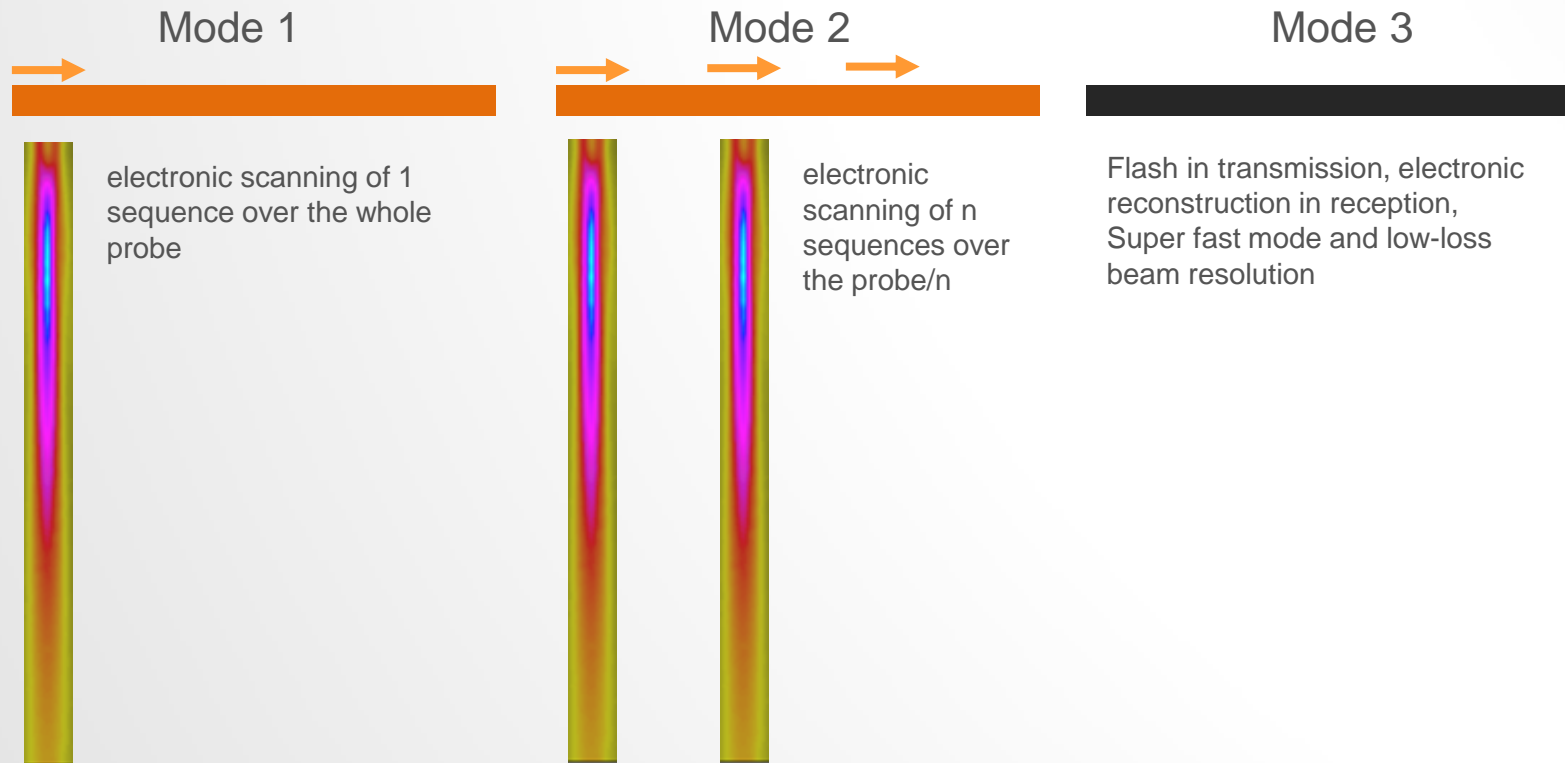 Mode 1
electronic scanning of 1
sequence over the whole
probe
Mode 2
electronic
scanning of n
sequences over
the probe/n
Mode 3
Flash in transmission, electronic
reconstruction in reception,
Super fast mode and low-loss
beam resolution